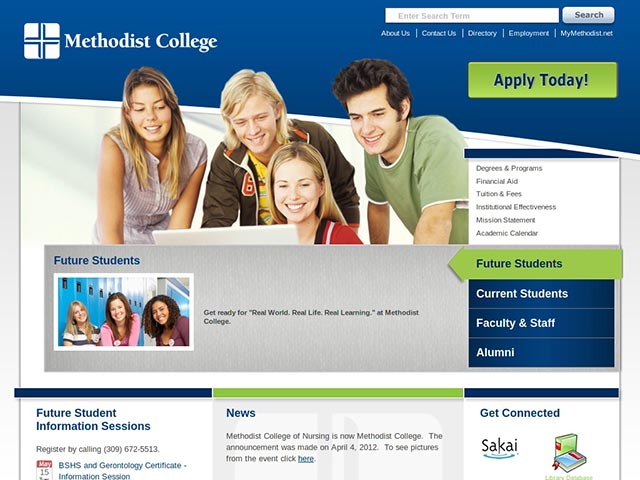 Enter Search Term
Search
About Us
Contact Us
Directory
Employment
MyMethodist.net
Methodist College
Apply Today!
Degrees & Programs
Financial Aid
Tuition & Fees
Institutional Effectiveness
Mission Statement
Academic Calendar
Future Students
Get ready for "Real World. Real Life. Real Learning." at Methodist
College.
Future Students
Current Students
Faculty & Staff
Alumni
Future Student
Information Sessions
Register by calling (309) 672-5513.
May
15
BSHS and Gerontology Certificate -
Information Session
News
Methodist College of Nursing is now Methodist College. The
announcement was made on April 4, 2012. To see pictures
from the event click here.
Get Connected
Sakai
Library Database